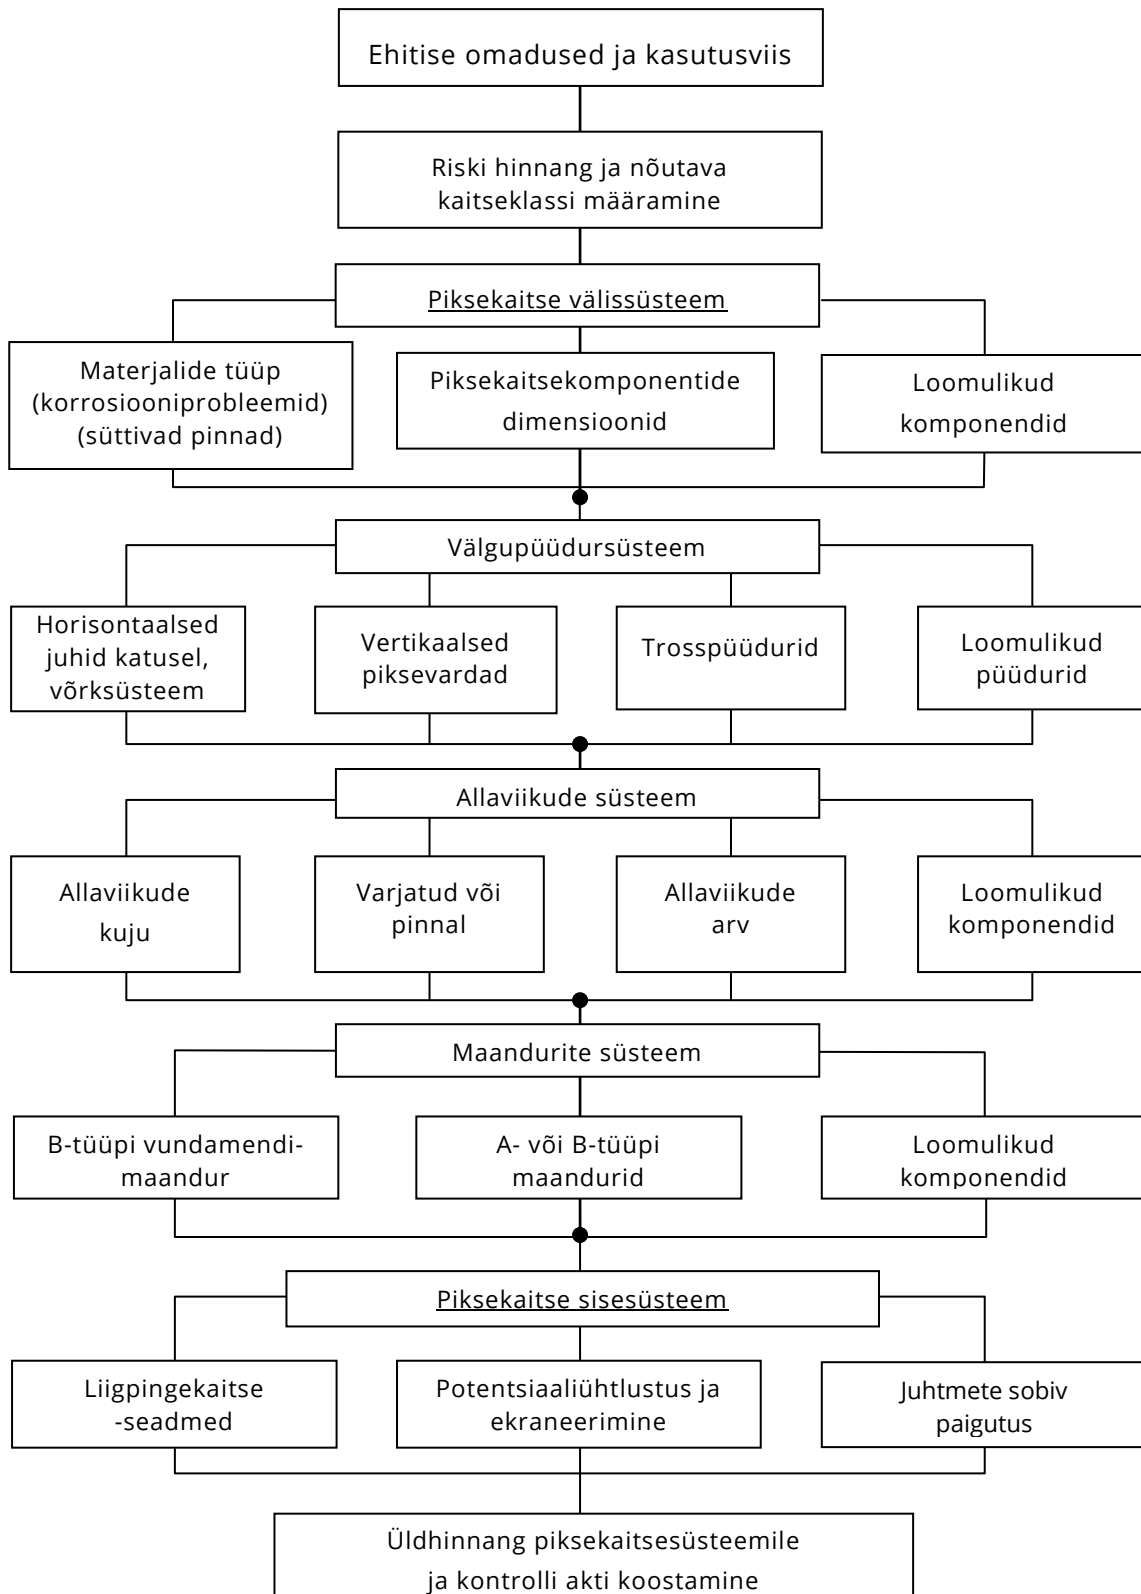 Ehitise omadused ja kasutusviis
Riski hinnang ja nõutava
kaitseklassi määramine
Piksekaitse välissüsteem
Materjalide tüüp
(korrosiooniprobleemid)
(süttivad pinnad)
Piksekaitsekomponentide
dimensioonid
Loomulikud
komponendid
Välgupüüdursüsteem
Horisontaalsed
juhid katusel,
võrksüsteem
Vertikaalsed
piksevardad
Trosspüüdurid
Loomulikud
püüdurid
Allaviikude süsteem
Allaviikude
kuju
Varjatud või
pinnal
Allaviikude
arv
Loomulikud
komponendid
Maandurite süsteem
B-tüüpi vundamendi-
maandur
A- või B-tüüpi
maandurid
Loomulikud
komponendid
Piksekaitse sisesüsteem
Liigpingekaitse
-seadmed
Potentsiaaliühtlustus ja
ekraneerimine
Juhtmete sobiv
paigutus
Üldhinnang piksekaitsesüsteemile
ja kontrolli akti koostamine